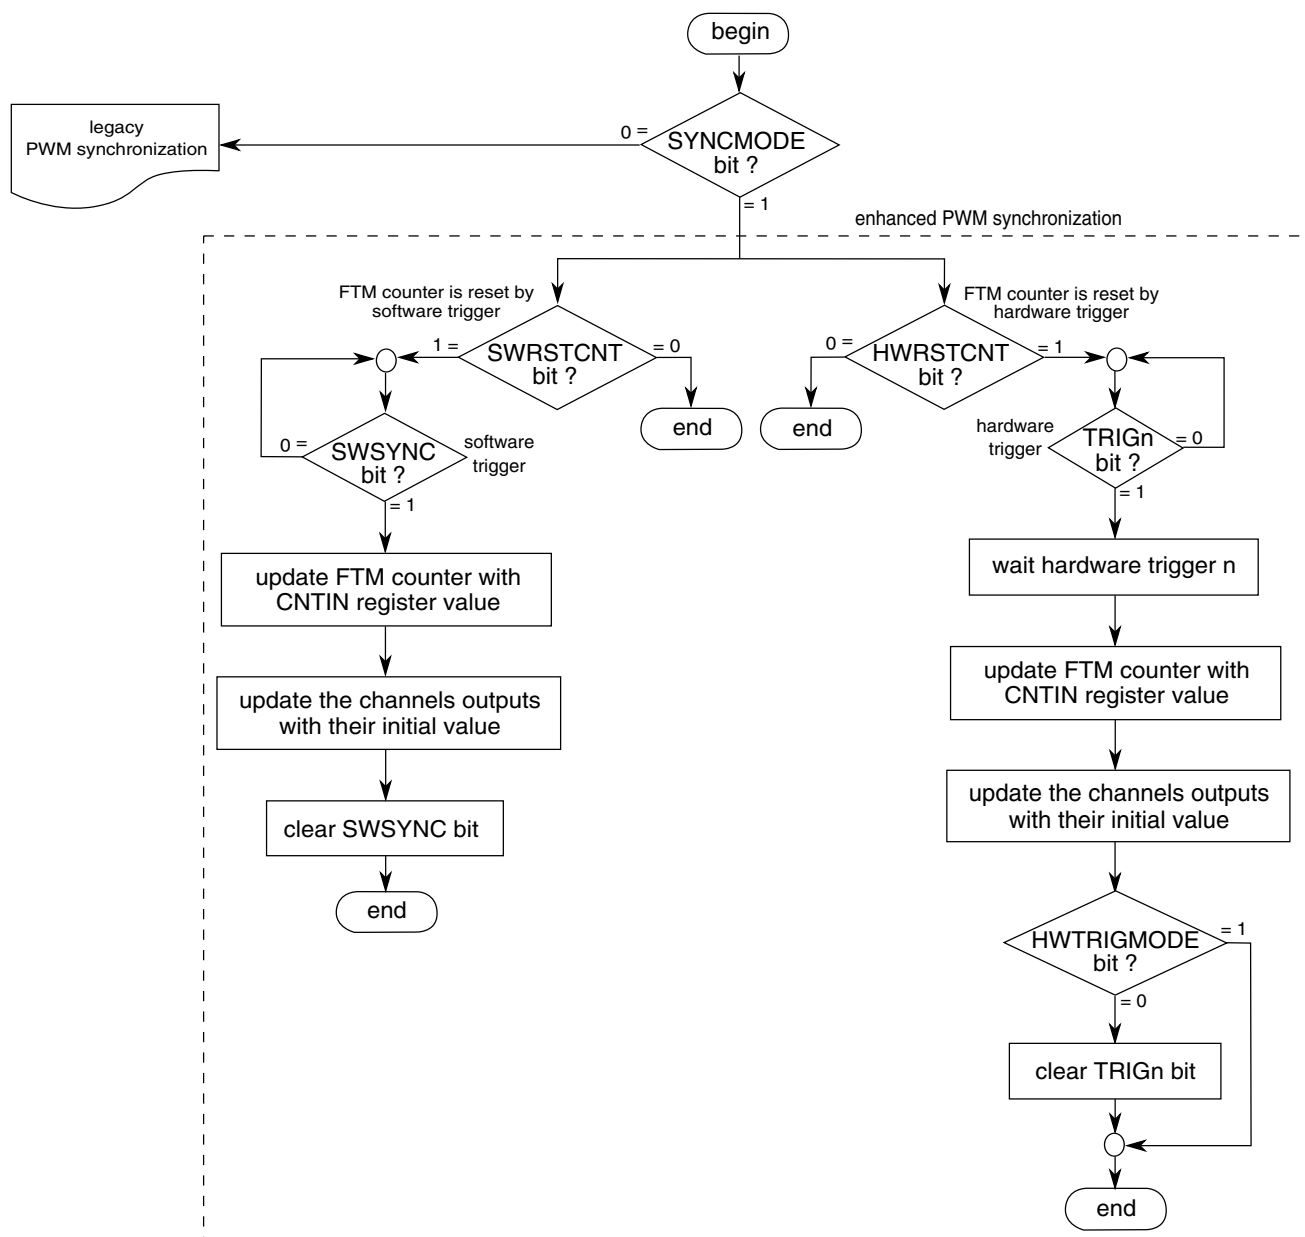 begin
SYNCMODE
bit ?
0 =
= 1
legacy
PWM synchronization
enhanced PWM synchronization
FTM counter is reset by
software trigger
SWRSTCNT
bit ?
1 =
= 0
end
SWSYNC
bit ?
0 =
= 1
software
trigger
update FTM counter with
CNTIN register value
update the channels outputs
with their initial value
clear SWSYNC bit
end
FTM counter is reset by
hardware trigger
HWRSTCNT
bit ?
0 =
= 1
end
hardware
trigger
TRIGn
bit ?
= 0
= 1
wait hardware trigger n
update FTM counter with
CNTIN register value
update the channels outputs
with their initial value
HWTRIGMODE
bit ?
= 1
= 0
clear TRIGn bit
end